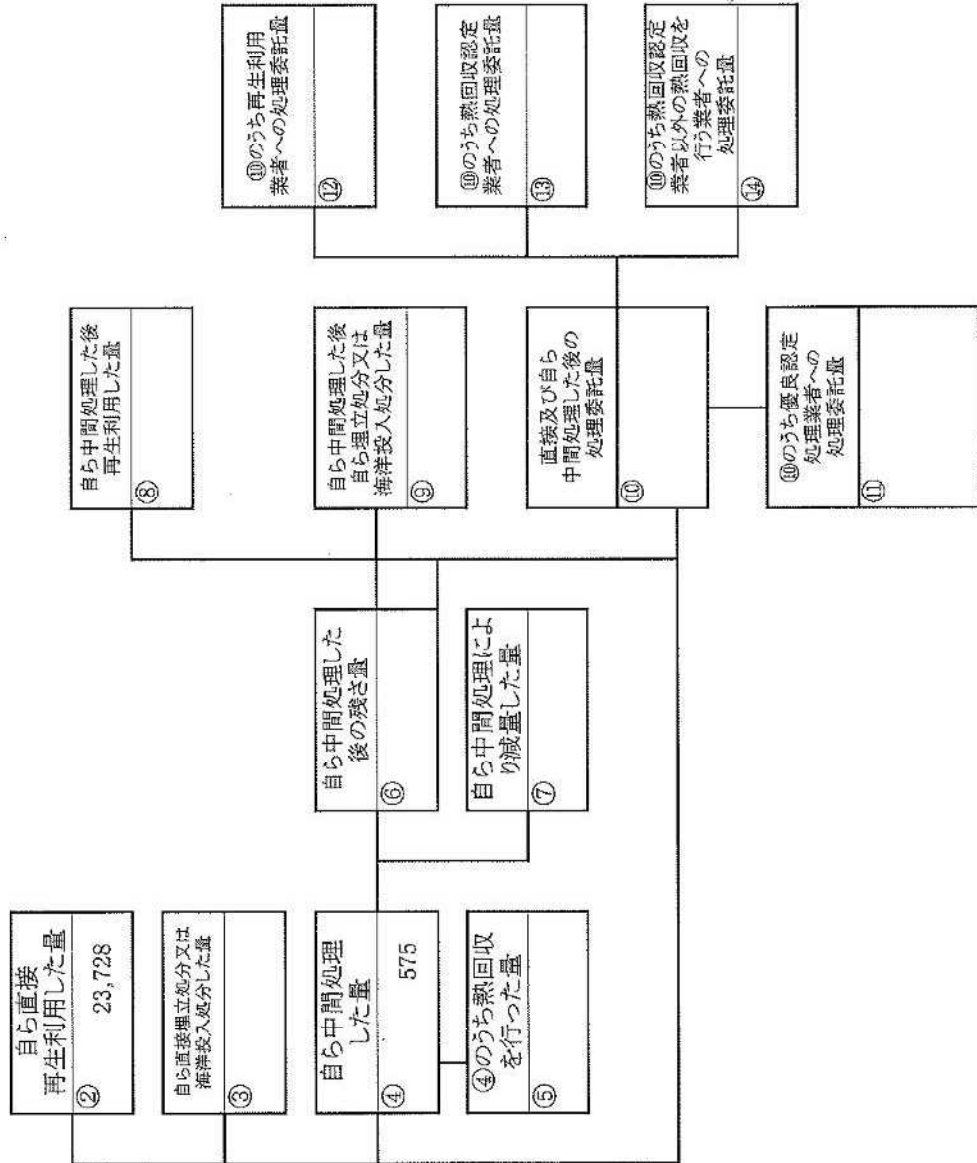 自ら直接
再生利用した量
②
23,728
自ら直接埋立処分又は
海洋投入処分した量
③
自ら中間処理
した量
④
575
④のうち熱回収
を行った量
⑤
自ら中間処理した
後の残さ量
⑥
自ら中間処理によ
り減量した量
⑦
自ら中間処理した後
再生利用した量
⑧
自ら中間処理した後
自ら埋立処分又は
海洋投入処分した量
⑨
直接及び自ら
中間処理した後の
処理委託量
⑩
⑩のうち優良認定
処理業者への
処理委託量
⑪
⑩のうち再生利用
業者への処理委託量
⑫
⑩のうち熱回収認定
業者への処理委託量
⑬
⑩のうち熱回収認定
業者以外の熱回収を
行う業者への
処理委託量
⑭